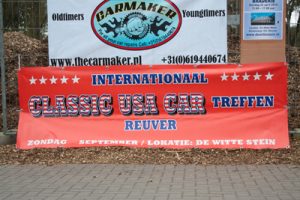 Oldtimers
Youngtimers
CARMAKER
www.thecarmaker.nl
+31(0)619440674
INTERNATIONAAL
CLASSIC USA CAR TREFFEN
REUVER
ZONDAG SEPTEMBER / LOKATIE: DE WITTE STEIN